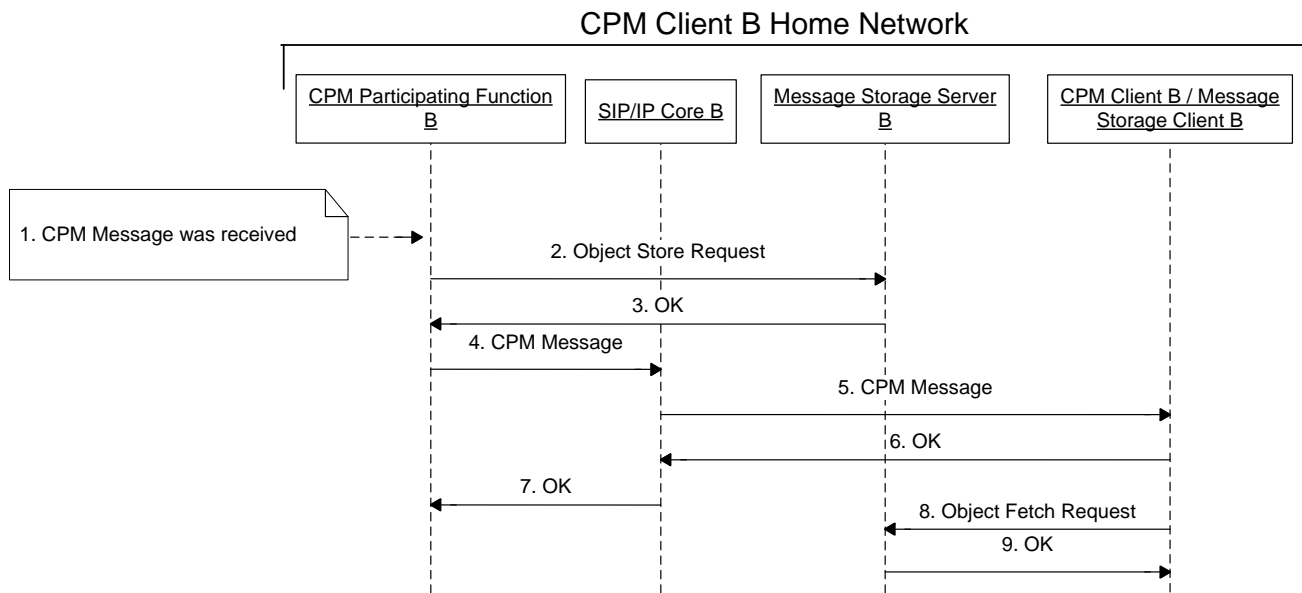 CPM Client B Home Network
CPM Participating Function
B
SIP/IP Core B
Message Storage Server
B
CPM Client B / Message
Storage Client B
1. CPM Message was received
2. Object Store Request
3. OK
4. CPM Message
5. CPM Message
6. OK
7. OK
8. Object Fetch Request
9. OK